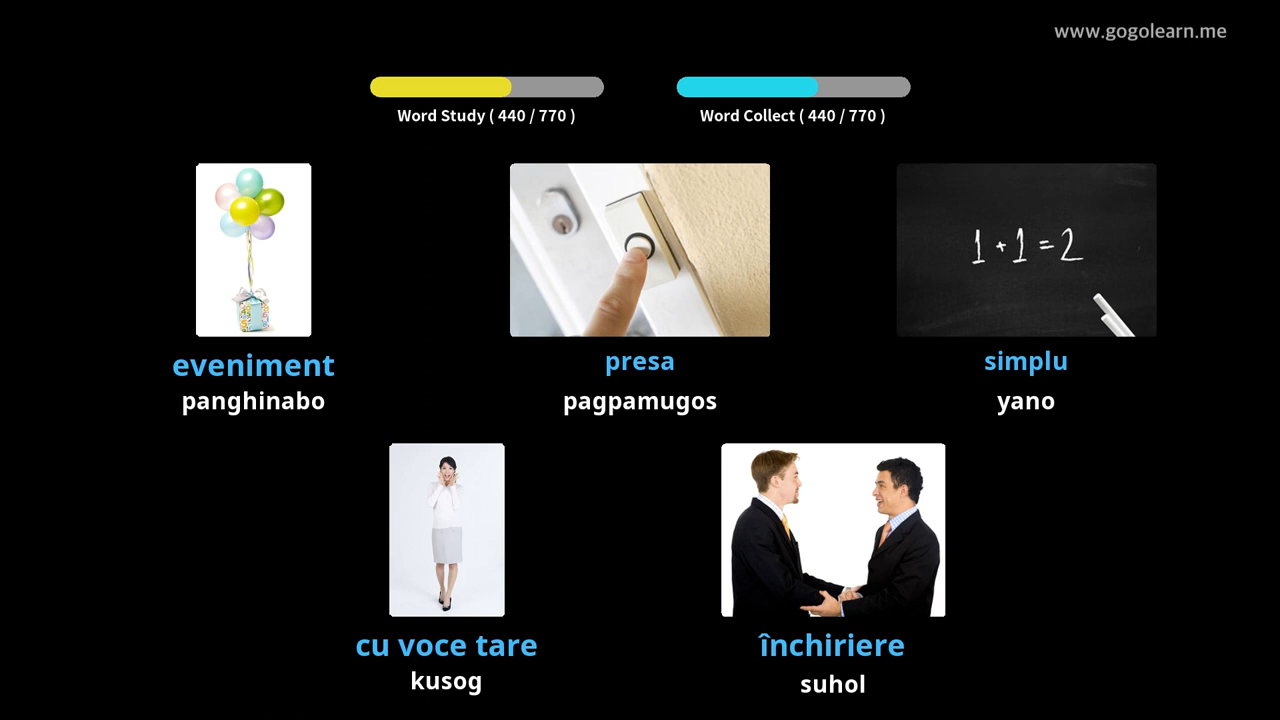 www.gogolearn.me
Word Study ( 440 / 770 )
Word Collect ( 440 / 770 )
eveniment
panghinabo
presa
pagpamugos
simplu
yano
1 + 1 = 2
cu voce tare
kusog
închiriere
suhol